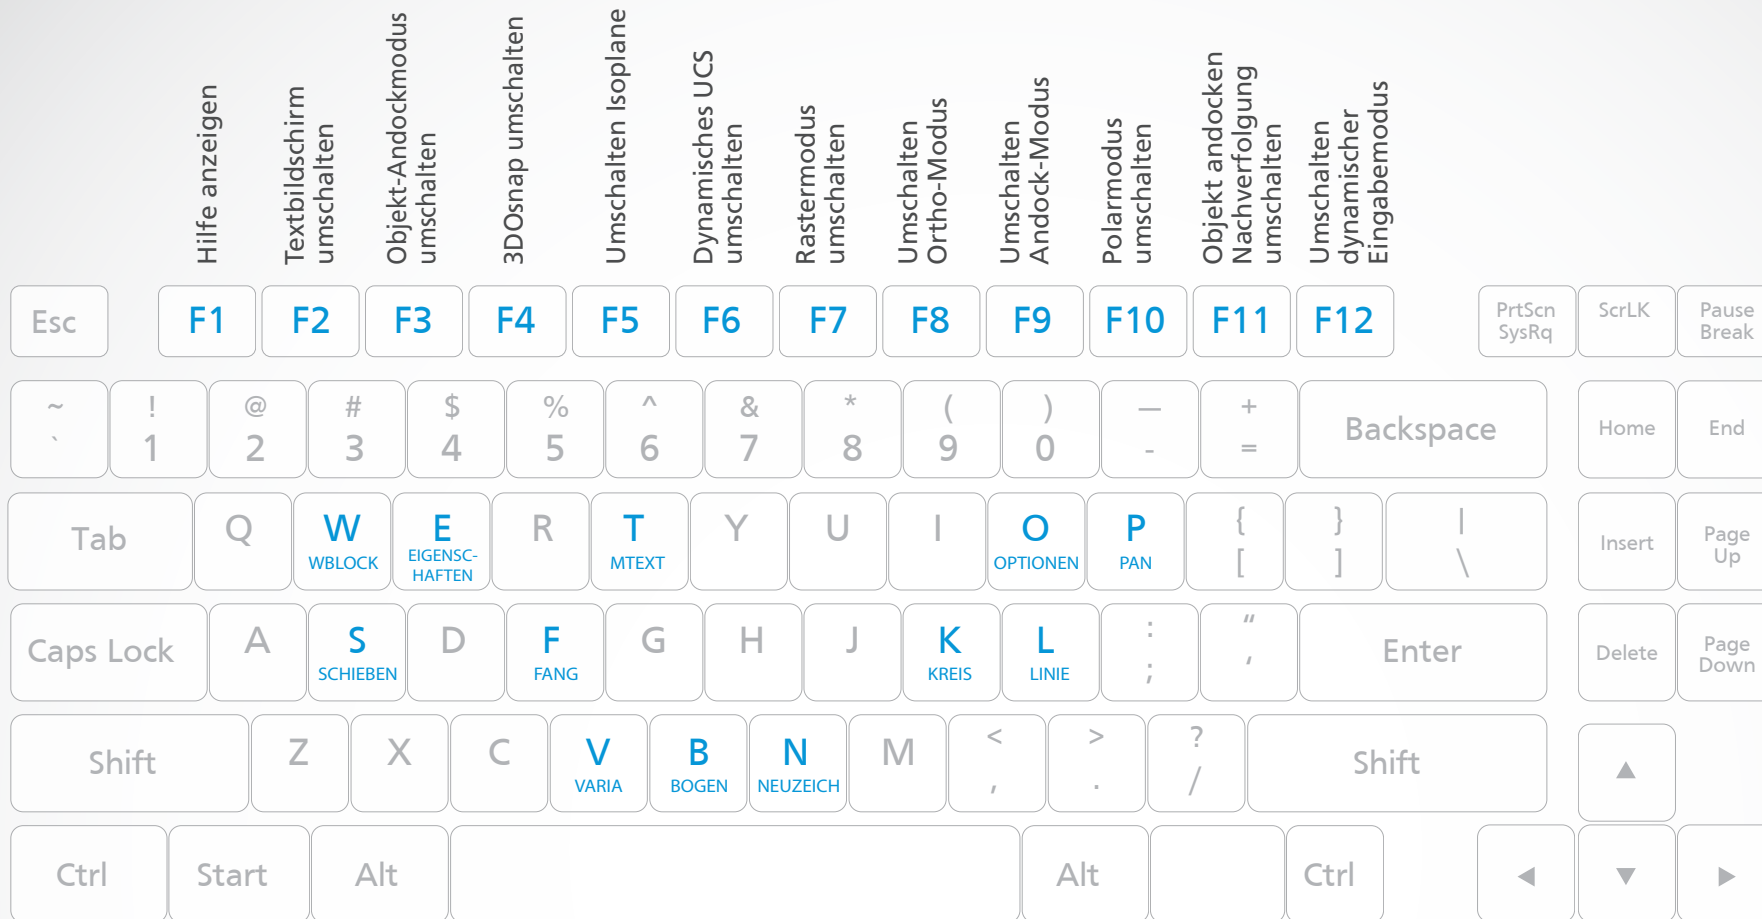 Hilfe anzeigen
Textbildschirm
umschalten
Objekt-Andockmodus
umschalten
3DOsnap umschalten
Umschalten Isoplane
Dynamisches UCS
umschalten
Rastermodus
umschalten
Umschalten
Ortho-Modus
Umschalten
Andock-Modus
Polarmodus
umschalten
Objekt andocken
Nachverfolgung
umschalten
Umschalten
dynamischer
Eingabemodus
Esc F1 F2 F3 F4 F5 F6 F7 F8 F9 F10 F11 F12 PrtScn SysRq ScrLK Pause Break
~ ! @ # $ % ^ & * ( ) — +
` 1 2 3 4 5 6 7 8 9 0 - = Backspace Home End
Tab Q W E R T Y U I O P { } |
WBLOCK EIGENSC-
HAFTEN MTEXT OPTIONEN PAN [ ] \ Insert Page Up
Caps Lock A S D F G H J K L : " Enter
SCHIEBEN FANG KREIS LINIE ; ' Delete Page Down
Shift Z X C V B N M < > ? Shift ▲
VARIA BOGEN NEUZEICH , . /
Ctrl Start Alt Alt Ctrl ◀ ▼ ▶